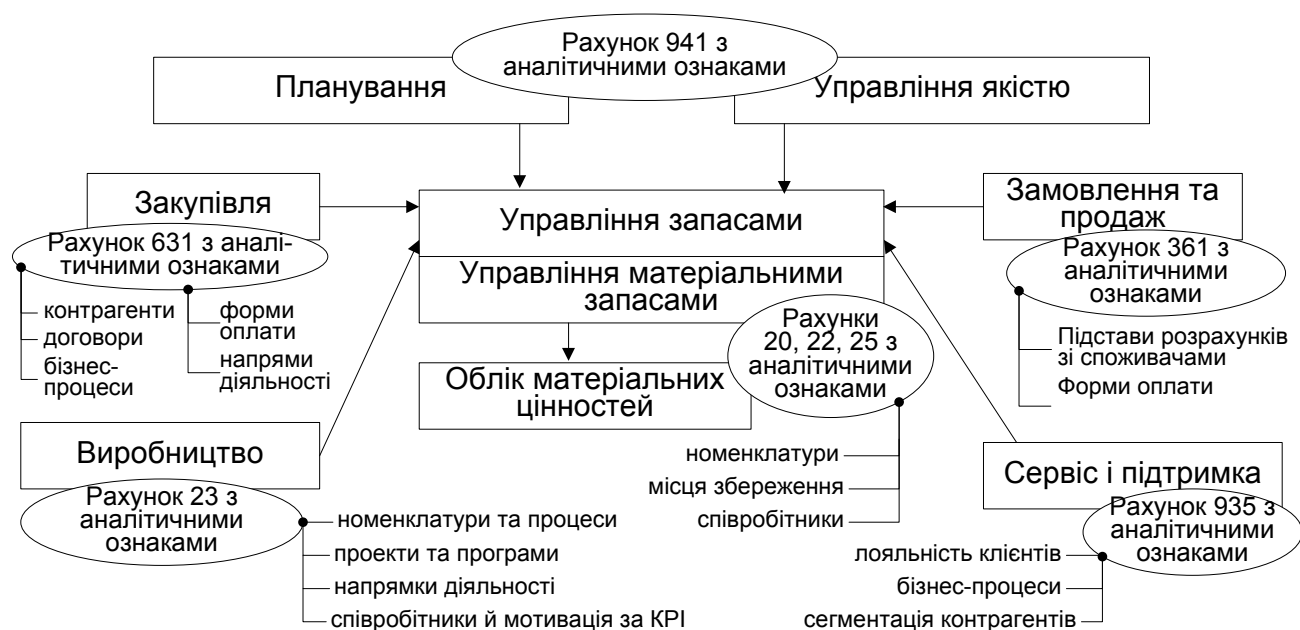 Рахунок 941 з
аналітичними ознаками
Планування
Управління якістю
Закупівля
Рахунок 631 з аналі-
тичними ознаками
контрагенти
договори
бізнес-
процеси
форми
оплати
напрями
діяльності
Управління запасами
Управління матеріальними
запасами
Рахунки
20, 22, 25 з
аналітичними
ознаками
Облік матеріальних
цінностей
номенклатури
місця збереження
співробітники
Замовлення та
продаж
Рахунок 361 з
аналітичними
ознаками
Підстави розрахунків
зі споживачами
Форми оплати
Виробництво
Рахунок 23 з
аналітичними
ознаками
номенклатури та процеси
проекти та програми
напрямки діяльності
співробітники й мотивація за КРІ
Сервіс і підтримка
Рахунок 935 з
аналітичними
ознаками
лояльність клієнтів
бізнес-процеси
сегментація контрагентів